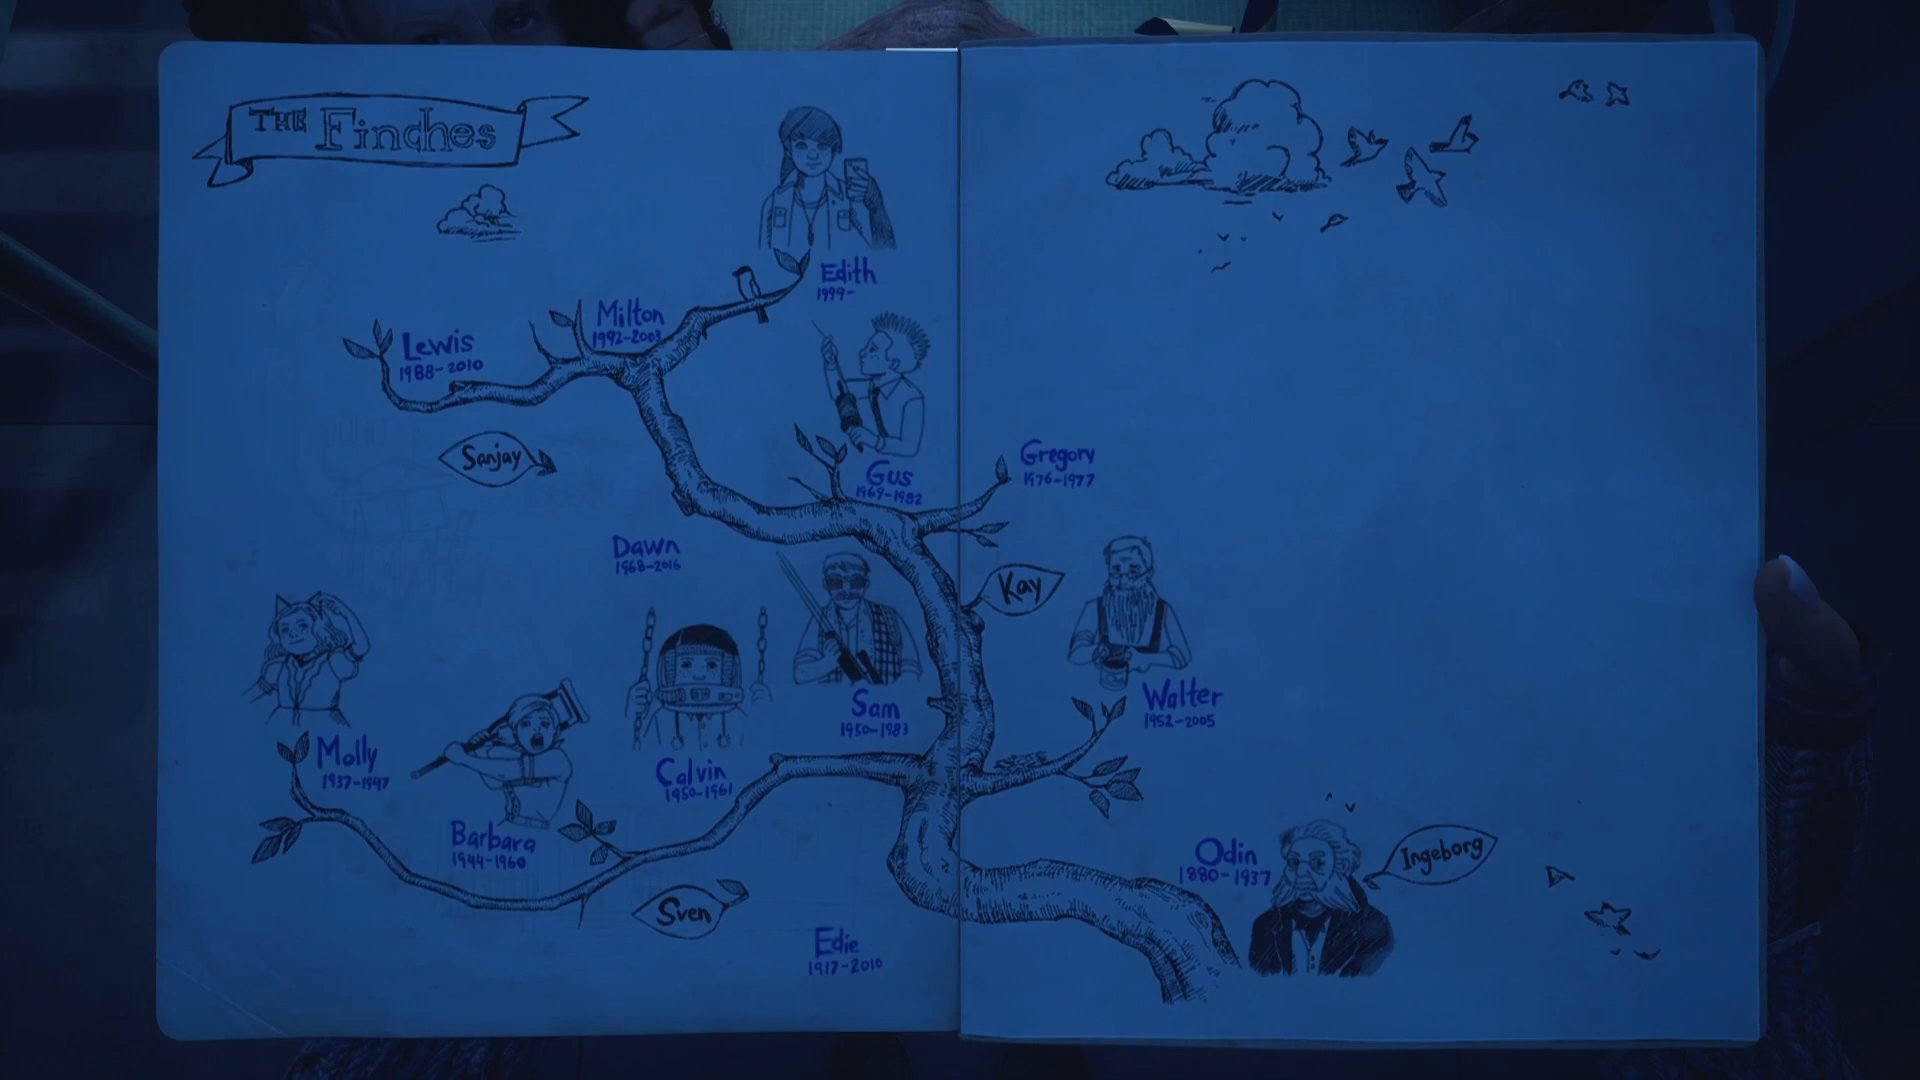 THE Finches
Edith
1999-
Milton
1992-2003
Lewis
1988-2010
Sanjay
Gus
1969-1982
Gregory
1976-1977
Dawn
1968-2016
Kay
Sam
1950-1983
Walter
1952-2005
Molly
1937-1947
Calvin
1950-1961
Barbara
1944-1960
Odin
1880-1937
Ingeborg
Sven
Edie
1917-2010